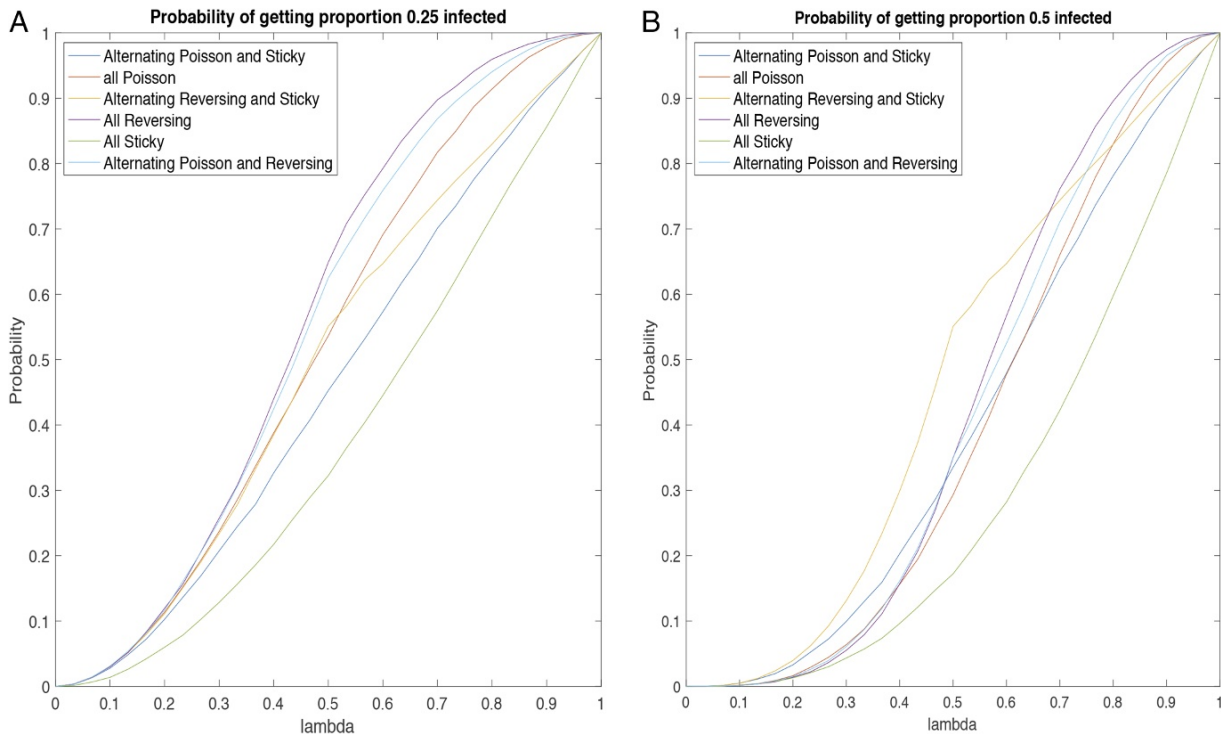 A
Probability of getting proportion 0.25 infected
1
0.9
0.8
0.7
0.6
0.5
0.4
0.3
0.2
0.1
0
Probability
Alternating Poisson and Sticky
all Poisson
Alternating Reversing and Sticky
All Reversing
All Sticky
Alternating Poisson and Reversing
0 0.1 0.2 0.3 0.4 0.5 0.6 0.7 0.8 0.9 1
lambda
B
Probability of getting proportion 0.5 infected
1
0.9
0.8
0.7
0.6
0.5
0.4
0.3
0.2
0.1
0
Probability
Alternating Poisson and Sticky
all Poisson
Alternating Reversing and Sticky
All Reversing
All Sticky
Alternating Poisson and Reversing
0 0.1 0.2 0.3 0.4 0.5 0.6 0.7 0.8 0.9 1
lambda